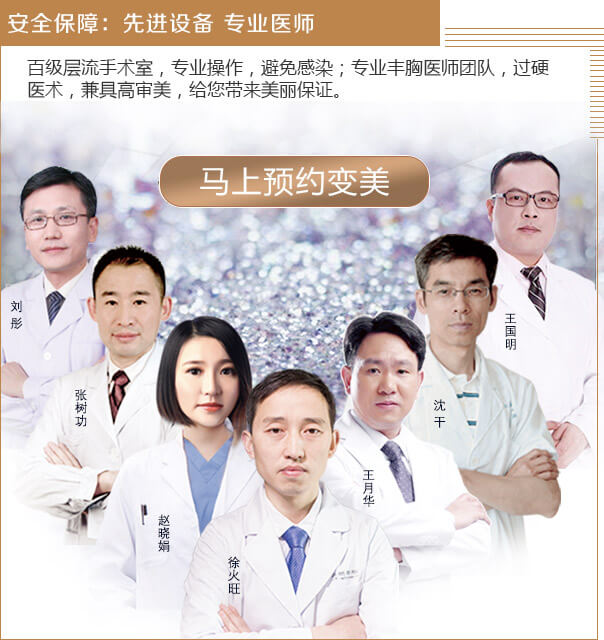 安全保障：先进设备 专业医师
百级层流手术室，专业操作，避免感染；专业丰胸医师团队，过硬
医术，兼具高审美，给您带来美丽保证。
马上预约变美
刘彤
张树功
赵晓娟
徐火旺
王月华
沈干
王国明